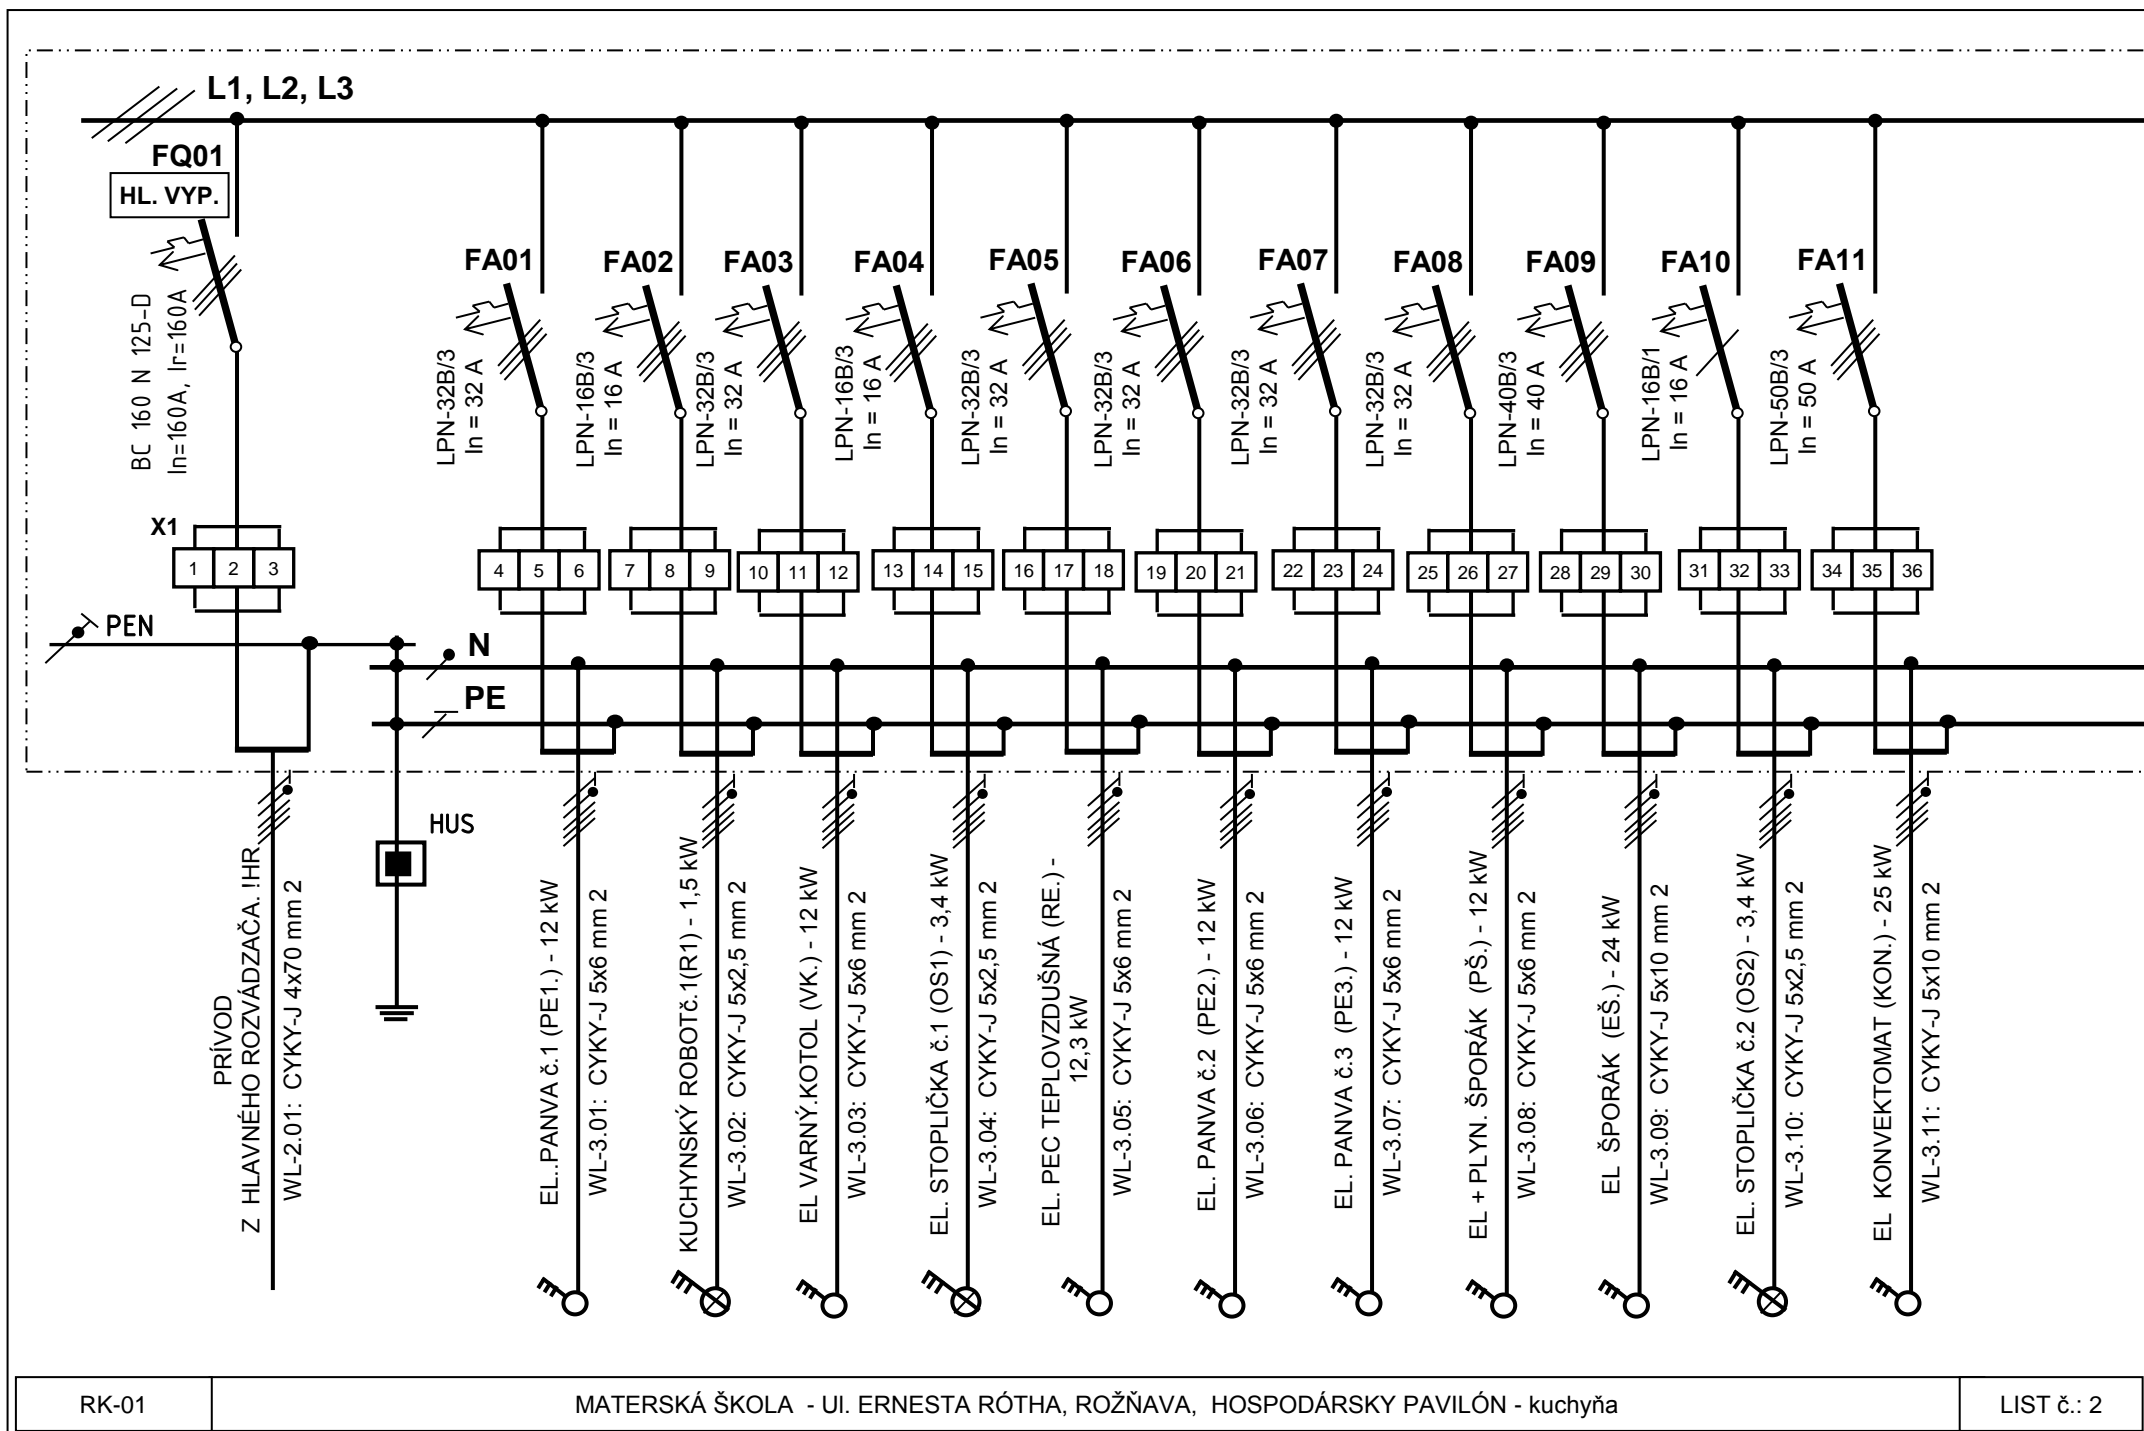 L1, L2, L3
FQ01
HL. VYP.
BC 160 N 125-D
In=160A, Ir=160A
FA01
LPN-32B/3
In = 32 A
FA02
LPN-16B/3
In = 16 A
FA03
LPN-32B/3
In = 32 A
FA04
LPN-16B/3
In = 16 A
FA05
LPN-32B/3
In = 32 A
FA06
LPN-32B/3
In = 32 A
FA07
LPN-32B/3
In = 32 A
FA08
LPN-32B/3
In = 32 A
FA09
LPN-40B/3
In = 40 A
FA10
LPN-16B/1
In = 16 A
FA11
LPN-50B/3
In = 50 A
X1
1 2 3 4 5 6 7 8 9 10 11 12 13 14 15 16 17 18 19 20 21 22 23 24 25 26 27 28 29 30 31 32 33 34 35 36
PEN
N
PE
HUS
PRÍVOD
Z HLAVNÉHO ROZVÁDZAČA. !HR
WL-2.01: CYKY-J 4x70 mm 2
EL..PANVA č.1 (PE1.) - 12 kW
WL-3.01: CYKY-J 5x6 mm 2
KUCHYNSKÝ ROBOTč.1(R1) - 1,5 kW
WL-3.02: CYKY-J 5x2,5 mm 2
EL VARNÝ.KOTOL (VK.) - 12 kW
WL-3.03: CYKY-J 5x6 mm 2
EL. STOPLIČKA č.1 (OS1) - 3,4 kW
WL-3.04: CYKY-J 5x2,5 mm 2
EL. PEC TEPLOVZDUŠNÁ (RE.) -
12,3 kW
WL-3.05: CYKY-J 5x6 mm 2
EL. PANVA č.2 (PE2.) - 12 kW
WL-3.06: CYKY-J 5x6 mm 2
EL. PANVA č.3 (PE3.) - 12 kW
WL-3.07: CYKY-J 5x6 mm 2
EL + PLYN. ŠPORÁK (PŠ.) - 12 kW
WL-3.08: CYKY-J 5x6 mm 2
EL ŠPORÁK (EŠ.) - 24 kW
WL-3.09: CYKY-J 5x10 mm 2
EL. STOPLIČKA č.2 (OS2) - 3,4 kW
WL-3.10: CYKY-J 5x2,5 mm 2
EL KONVEKTOMAT (KON.) - 25 kW
WL-3.11: CYKY-J 5x10 mm 2
RK-01
MATERSKÁ ŠKOLA - Ul. ERNESTA RÓTHA, ROŽŇAVA, HOSPODÁRSKY PAVILÓN - kuchyňa
LIST č.: 2